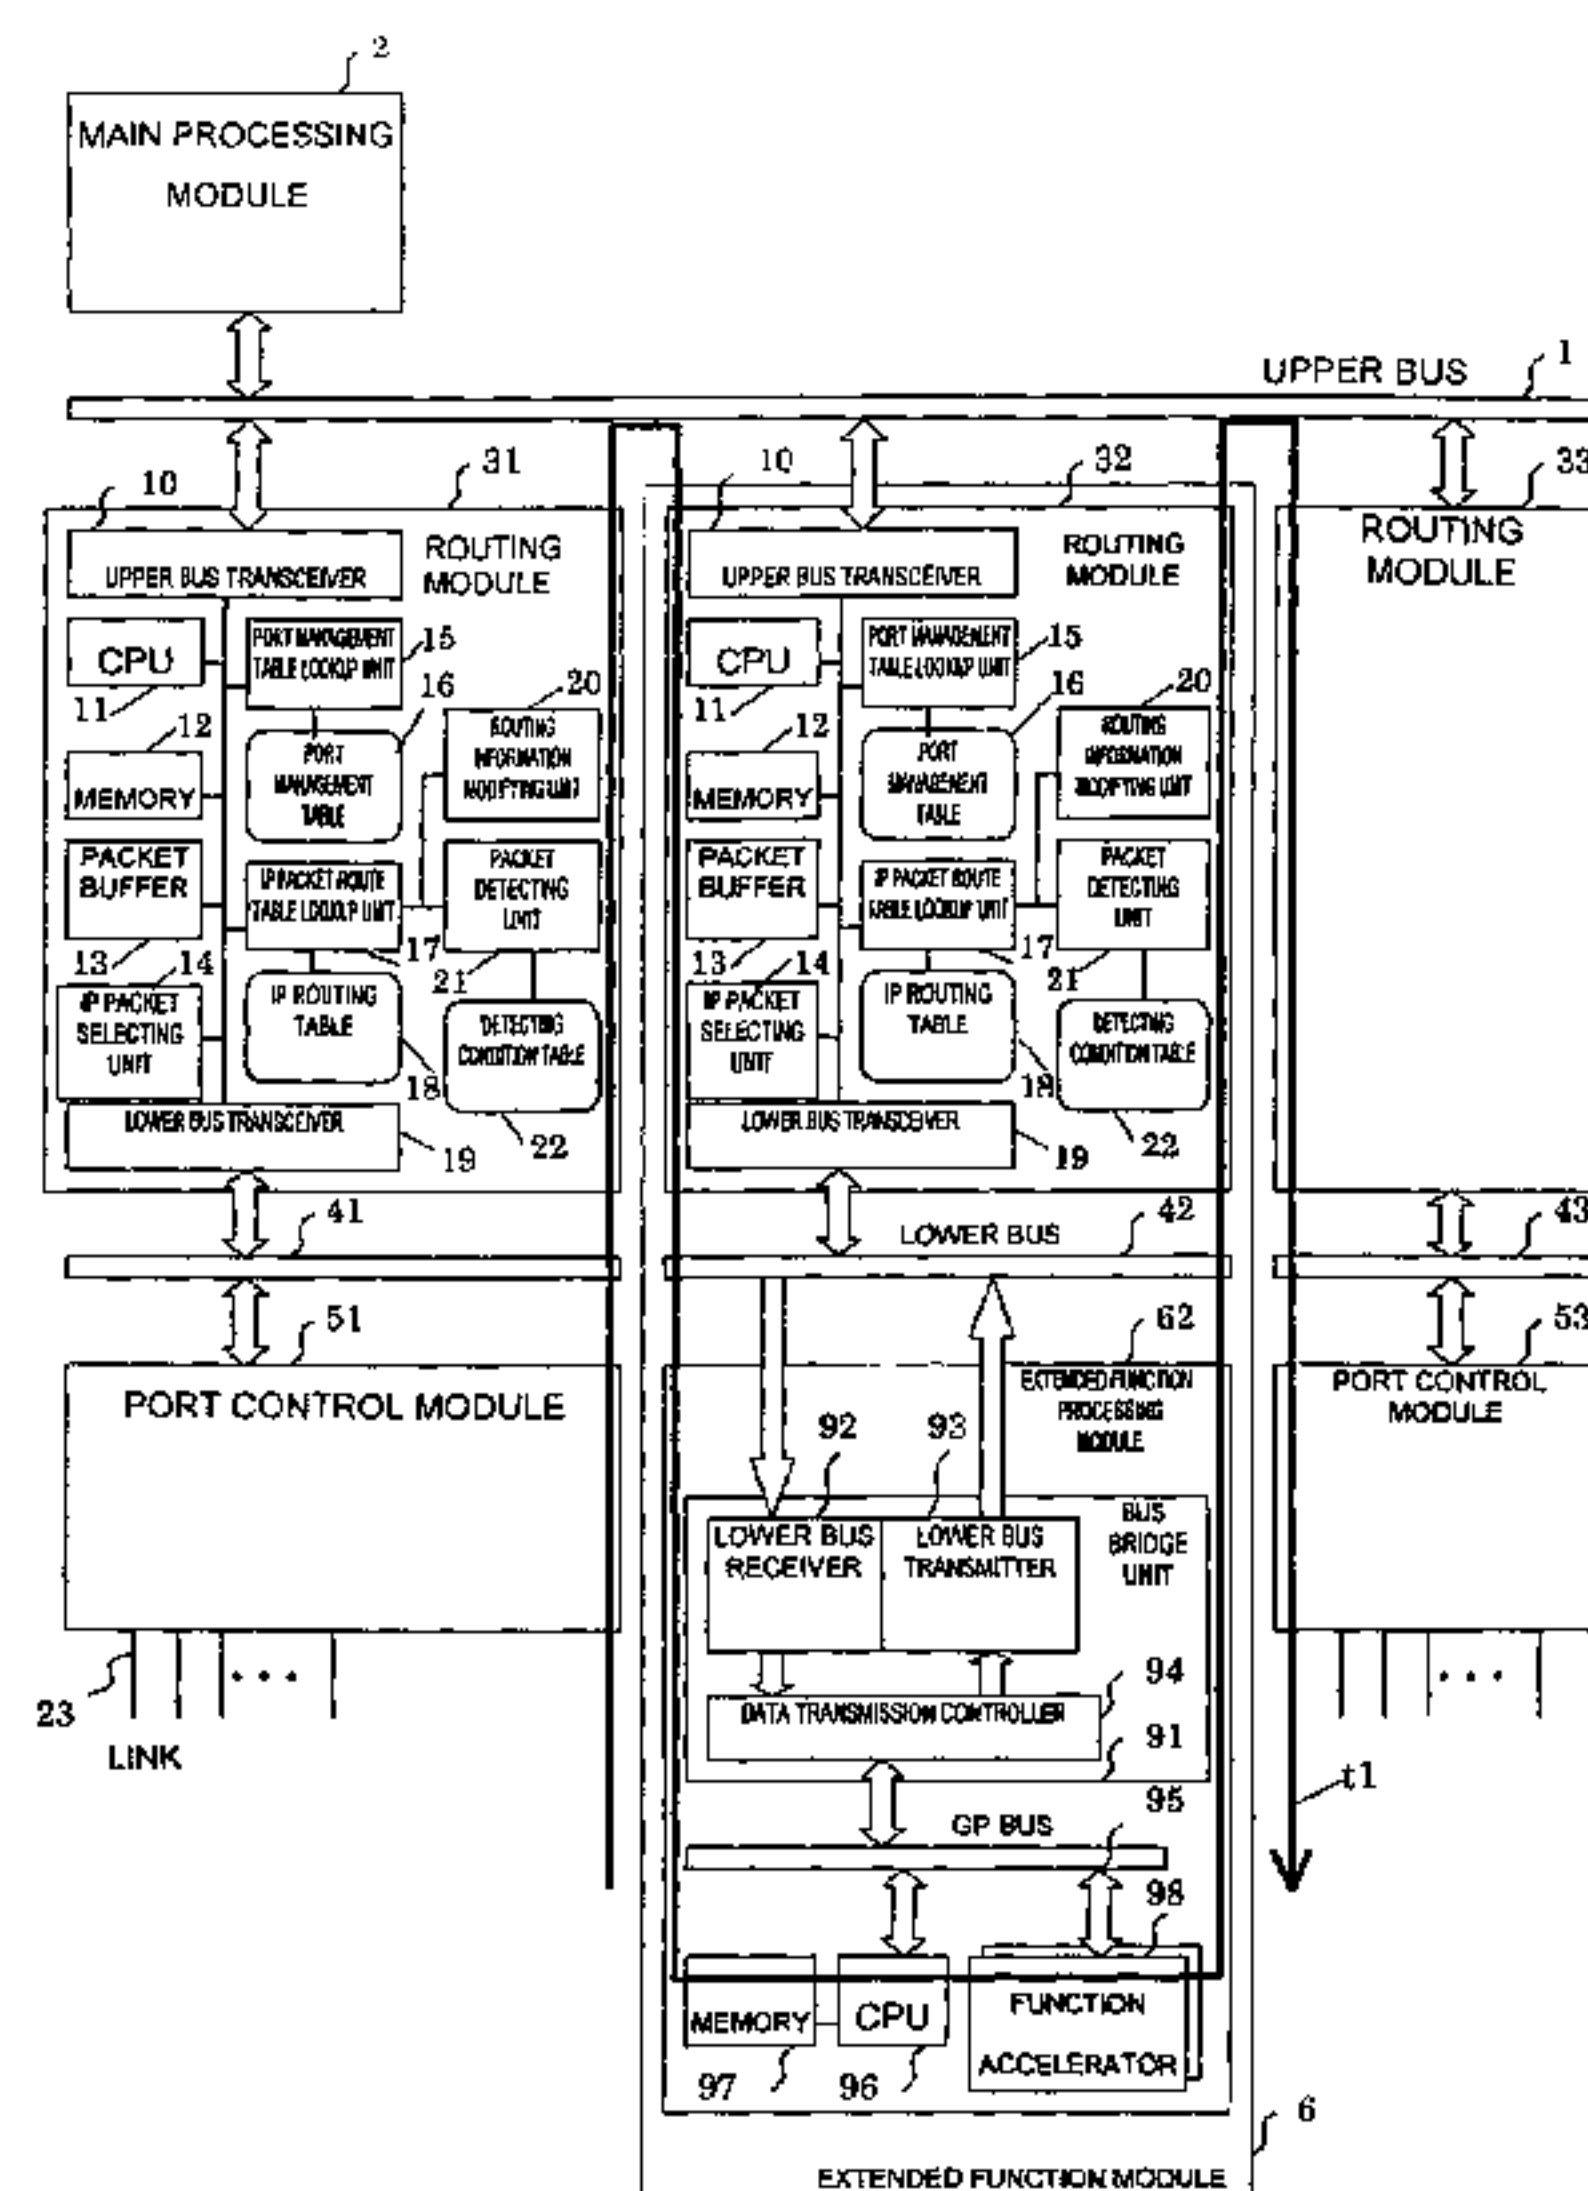 2
MAIN PROCESSING
MODULE
UPPER BUS
1
10
31
10
32
33
UPPER BUS TRANSCEIVER
ROUTING
MODULE
CPU
11
PORT MANAGEMENT
TABLE LOOKUP UNIT
15
16
20
12
MEMORY
PORT
MANAGEMENT
TABLE
ROUTING
INFORMATION
MODIFYING UNIT
PACKET
BUFFER
13
IP PACKET ROUTE
TABLE LOOKUP UNIT
17
PACKET
DETECTING
UNIT
21
14
IP PACKET
SELECTING
UNIT
IP ROUTING
TABLE
18
DETECTING
CONDITION TABLE
22
LOWER BUS TRANSCEIVER
19
UPPER BUS TRANSCEIVER
ROUTING
MODULE
CPU
11
PORT MANAGEMENT
TABLE LOOKUP UNIT
15
16
20
12
MEMORY
PORT
MANAGEMENT
TABLE
ROUTING
INFORMATION
MODIFYING UNIT
PACKET
BUFFER
13
IP PACKET ROUTE
TABLE LOOKUP UNIT
17
PACKET
DETECTING
UNIT
21
14
IP PACKET
SELECTING
UNIT
IP ROUTING
TABLE
18
DETECTING
CONDITION TABLE
22
LOWER BUS TRANSCEIVER
19
ROUTING
MODULE
41
LOWER BUS
42
43
51
PORT CONTROL MODULE
23
LINK
62
EXTENDED FUNCTION
PROCESSING
MODULE
92
93
LOWER BUS
RECEIVER
LOWER BUS
TRANSMITTER
BUS
BRIDGE
UNIT
DATA TRANSMISSION CONTROLLER
94
91
GP BUS
95
98
MEMORY
CPU
FUNCTION
ACCELERATOR
97
96
53
PORT CONTROL
MODULE
t1
6
EXTENDED FUNCTION MODULE